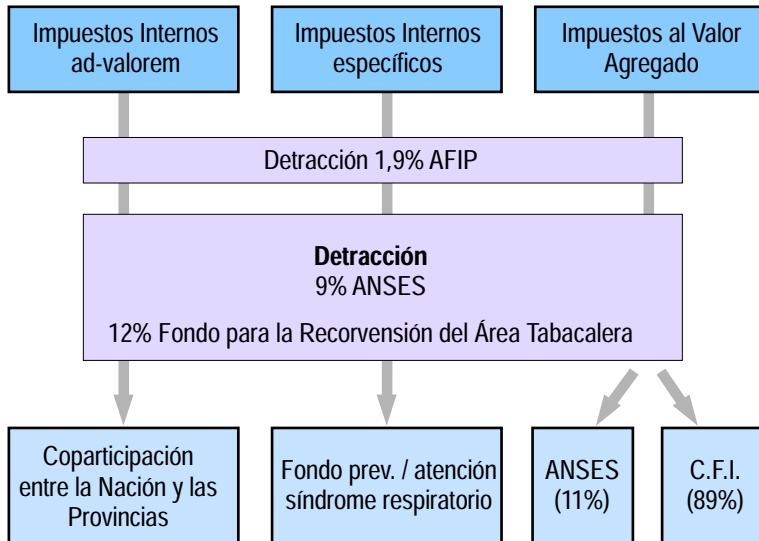 Impuestos Internos
ad-valorem
Impuestos Internos
específicos
Impuestos al Valor
Agregado
Detracción 1,9% AFIP
Detracción
9% ANSES
12% Fondo para la Recorvensión del Área Tabacalera
Coparticipación
entre la Nación y las
Provincias
Fondo prev. / atención
síndrome respiratorio
ANSES
(11%)
C.F.I.
(89%)